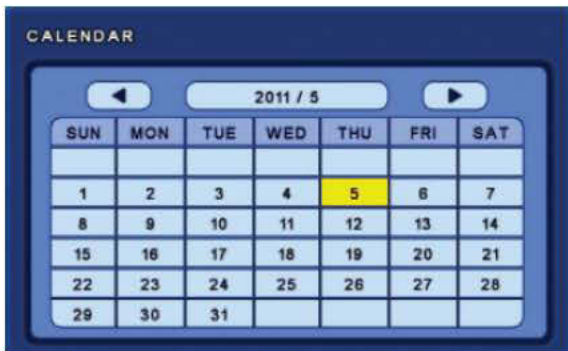 CALENDAR
2011 / 5
SUN MON TUE WED THU FRI SAT
1 2 3 4 5 6 7
8 9 10 11 12 13 14
15 16 17 18 19 20 21
22 23 24 25 26 27 28
29 30 31